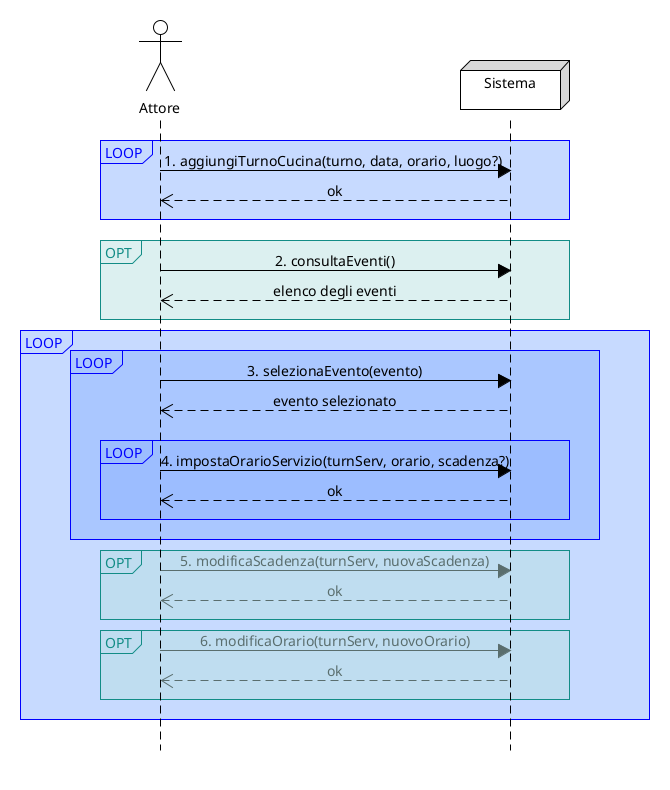 Attore
Sistema
LOOP
1. aggiungiTurnoCucina(turno, data, orario, luogo?)
ok
OPT
2. consultaEventi()
elenco degli eventi
LOOP
LOOP
3. selezionaEvento(evento)
evento selezionato
LOOP
4. impostaOrarioServizio(turnServ, orario, scadenza?)
ok
OPT
5. modificaScadenza(turnServ, nuovaScadenza)
ok
OPT
6. modificaOrario(turnServ, nuovoOrario)
ok